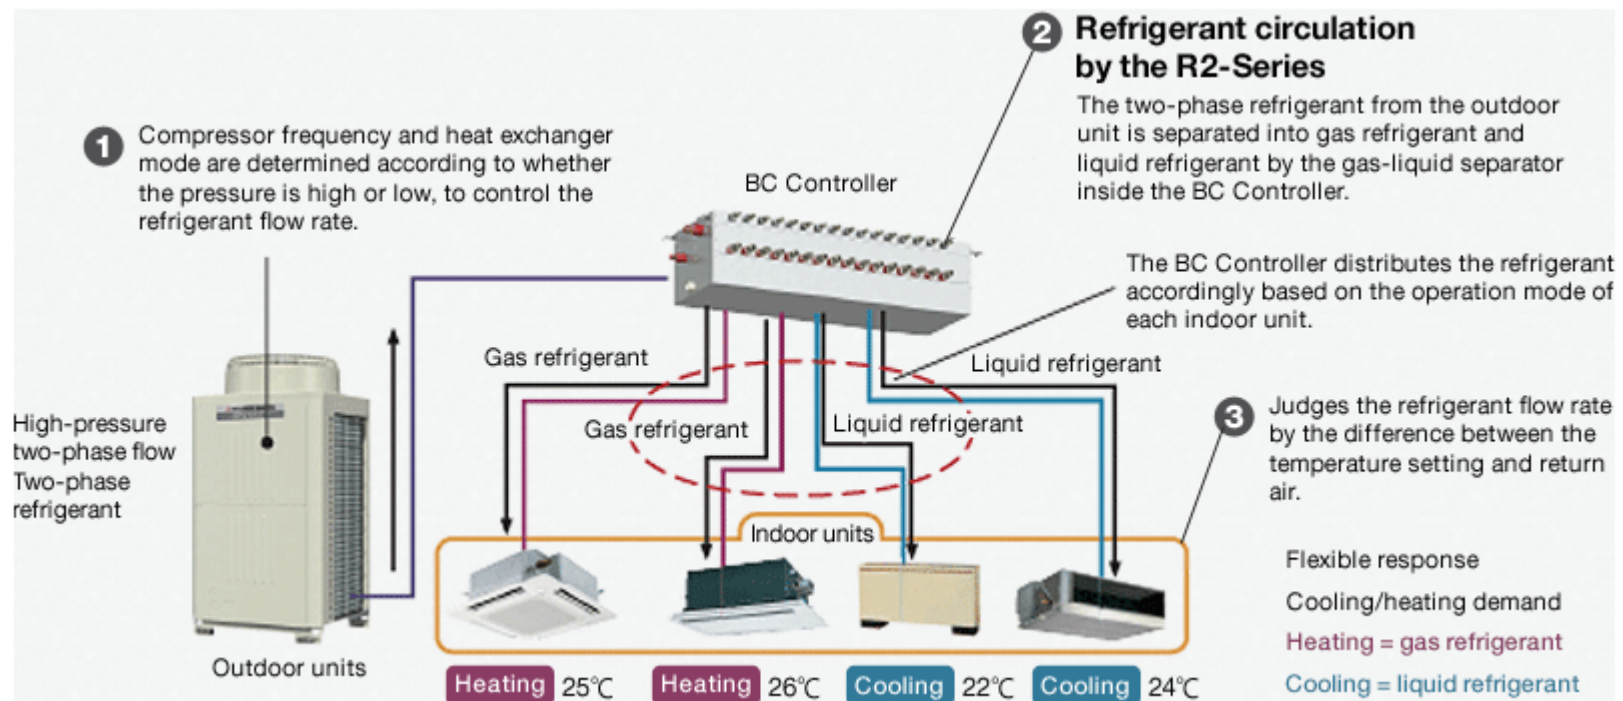 2 Refrigerant circulation
by the R2-Series
The two-phase refrigerant from the outdoor
unit is separated into gas refrigerant and
liquid refrigerant by the gas-liquid separator
inside the BC Controller.
1 Compressor frequency and heat exchanger
mode are determined according to whether
the pressure is high or low, to control the
refrigerant flow rate.
BC Controller
The BC Controller distributes the refrigerant
accordingly based on the operation mode of
each indoor unit.
Gas refrigerant
Liquid refrigerant
Gas refrigerant
Liquid refrigerant
High-pressure
two-phase flow
Two-phase
refrigerant
3 Judges the refrigerant flow rate
by the difference between the
temperature setting and return
air.
Indoor units
Outdoor units
Heating 25℃
Heating 26℃
Cooling 22℃
Cooling 24℃
Flexible response
Cooling/heating demand
Heating = gas refrigerant
Cooling = liquid refrigerant